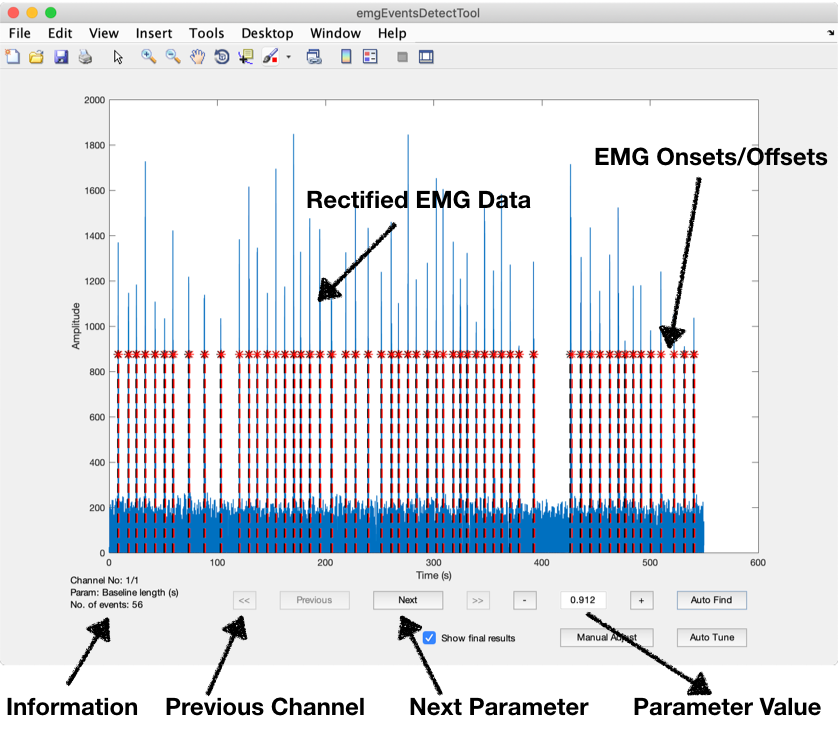 emgEventsDetectTool
File Edit View Insert Tools Desktop Window Help
2000
1800
1600
1400
1200
1000
800
600
400
200
0
Amplitude
EMG Onsets/Offsets
Rectified EMG Data
0 100 200 300 400 500 600
Time (s)
Channel No: 1/1
Param: Baseline length (s)
No. of events: 56
<< Previous Next >> - 0.912 + Auto Find
Show final results Manual Adjust Auto Tune
Information Previous Channel Next Parameter Parameter Value